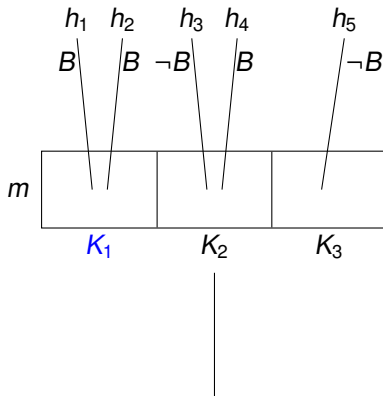 h₁ h₂ h₃ h₄ h₅
B B ¬B B ¬B
m
K₁ K₂ K₃